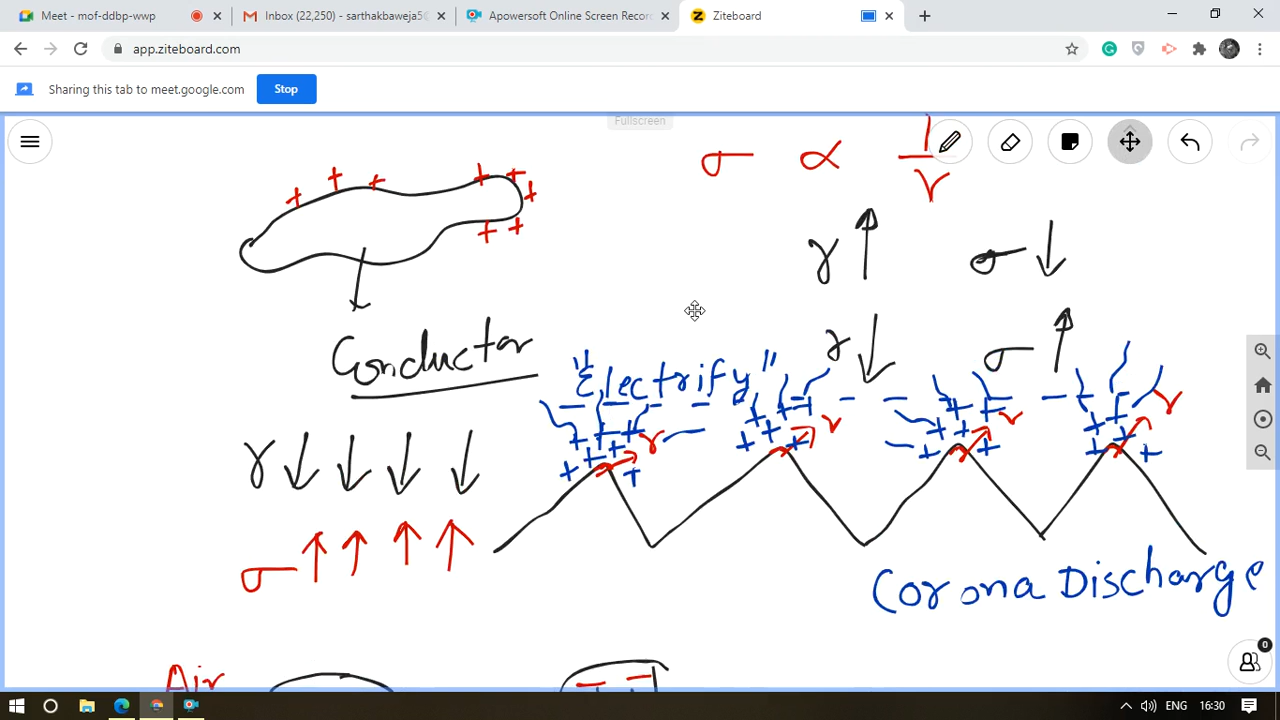 Meet - mof-ddbp-wwp
Inbox (22,250) - sarthakbaweja5
Apowersoft Online Screen Recor
Ziteboard
app.ziteboard.com
Sharing this tab to meet.google.com
Stop
Fullscreen
σ ∝ 1/r
r ↑ σ ↓
r ↓ σ ↑
Conductor
"Electrify"
r r r r
r ↓ ↓ ↓ ↓
σ ↑ ↑ ↑ ↑
Corona Discharge
Air
0
ENG 16:30